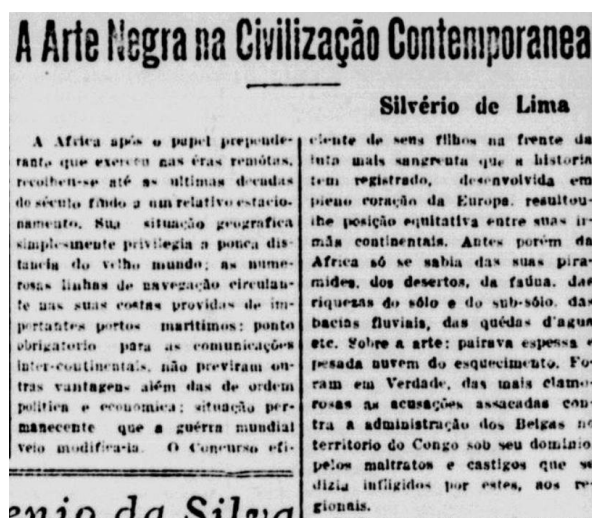 A Arte Negra na Civilização Contemporanea
Silvério de Lima
A Africa após o papel preponde-
rante que exerceu nas éras remótas,
recolheu-se até as ultimas decadas
do século findo a um relativo estacio-
namento. Sua situação geografica
simplesmente privilegia a pouca dis-
tancia do velho mundo; as nume-
rosas linhas de navegação circulan-
te nas suas costas providas de im-
portantes portos maritimos; ponto
obrigatorio para as comunicações
inter-continentais, não previram ou-
tras vantagens além das de ordem
politica e economica; situação per-
manecente que a guérra mundial
veio modifica-la. O Concurso efi-
ciente de seus filhos na frente da
luta mais sangrenta que a historia
tem registrado, desenvolvida em
pleno coração da Europa, resultou-
lhe posição equitativa entre suas ir-
mãs continentais. Antes porém da
Africa só se sabia das suas pira-
mides, dos desertos, da faúna, das
riquezas do sólo e do sub-sólo, das
bacias fluviais, das quédas d'agua
etc. Sobre a arte; pairava espessa e
pesada nuvem do esquecimento. Fo-
ram em Verdade, das mais clamo-
rosas as acusações assacadas con-
tra a administração dos Belgas no
territorio do Congo sob seu dominio
pelos maltratos e castigos que se
dizia infligidos por estes, aos re-
gionais.
enio da Silva